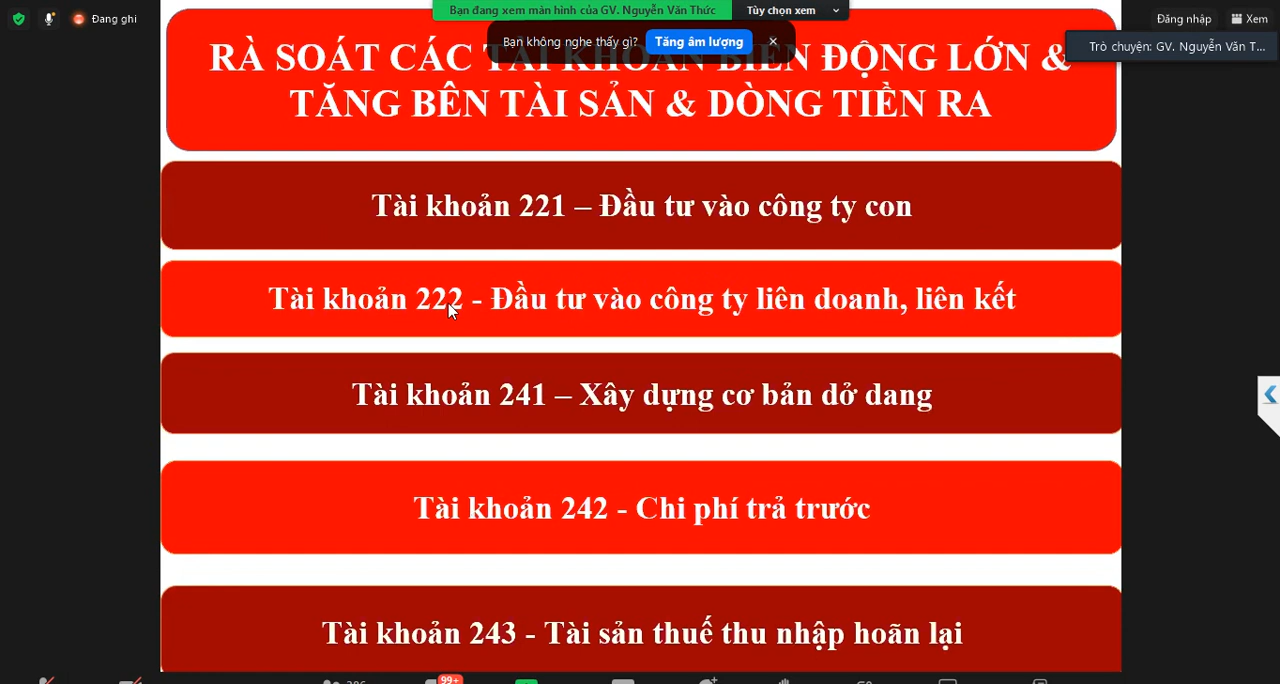 Bạn đang xem màn hình của GV. Nguyễn Văn Thức
Tùy chọn xem
Đang ghi
Đăng nhập
Xem
Bạn không nghe thấy gì?
Tăng âm lượng
Trò chuyện: GV. Nguyễn Văn T...
RÀ SOÁT CÁC TÀI KHOẢN BIẾN ĐỘNG LỚN &
TĂNG BÊN TÀI SẢN & DÒNG TIỀN RA
Tài khoản 221 – Đầu tư vào công ty con
Tài khoản 222 - Đầu tư vào công ty liên doanh, liên kết
Tài khoản 241 – Xây dựng cơ bản dở dang
Tài khoản 242 - Chi phí trả trước
Tài khoản 243 - Tài sản thuế thu nhập hoãn lại
99+